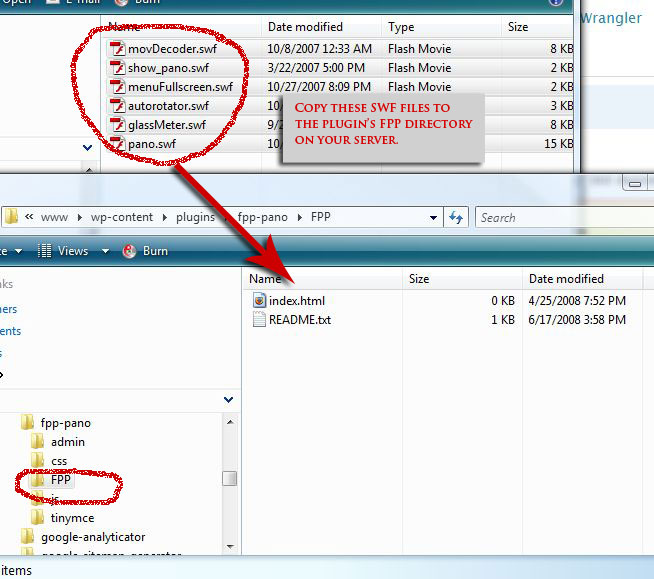 Open E-mail Burn
Wrangler
Name Date modified Type Size
movDecoder.swf 10/8/2007 12:33 AM Flash Movie 8 KB
show_pano.swf 3/22/2007 5:00 PM Flash Movie 2 KB
menuFullscreen.swf 10/27/2007 8:09 PM Flash Movie 2 KB
autorotator.swf 10/ 3 KB
glassMeter.swf 9/2 8 KB
pano.swf 10/ 15 KB
COPY THESE SWF FILES TO
THE PLUGIN'S FPP DIRECTORY
ON YOUR SERVER.
« www wp-content plugins fpp-pano FPP Search
Views Burn
Name Size Date modified
index.html 0 KB 4/25/2008 7:52 PM
README.txt 1 KB 6/17/2008 3:58 PM
fpp-pano
admin
css
FPP
js
tinymce
google-analyticator
google-sitemap-generator
items